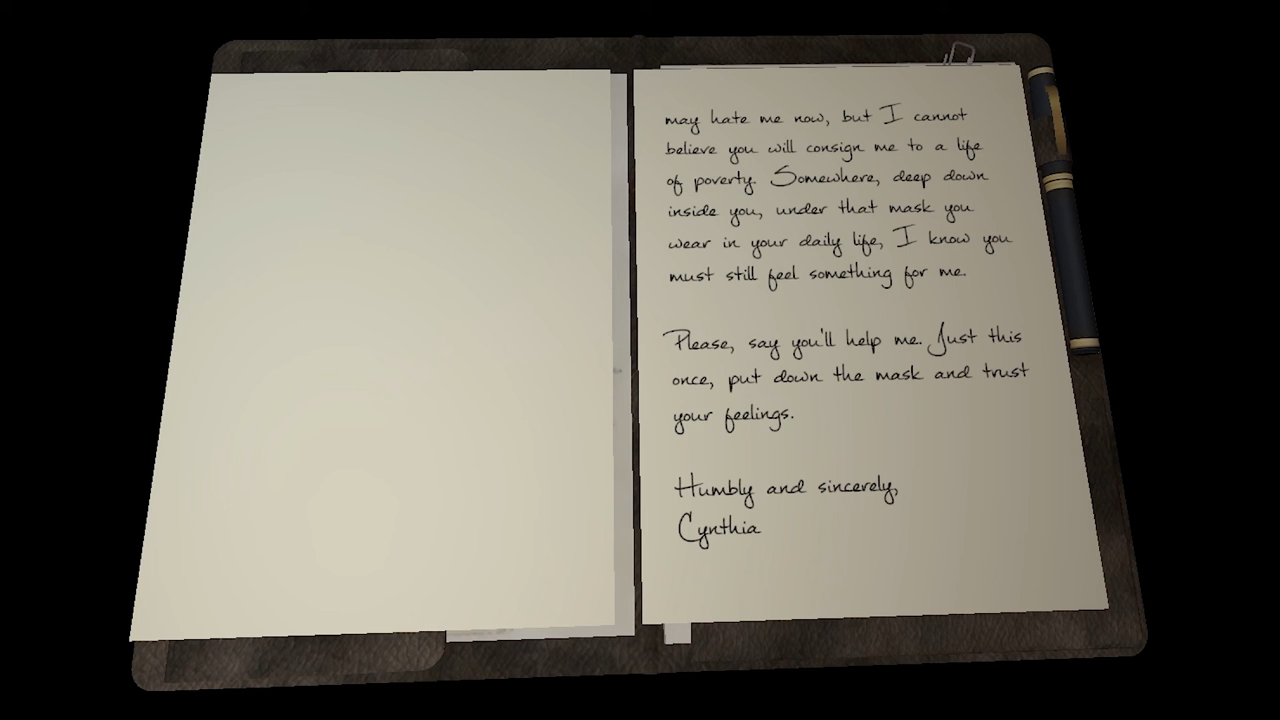 may hate me now, but I cannot
believe you will consign me to a life
of poverty. Somewhere, deep down
inside you, under that mask you
wear in your daily life, I know you
must still feel something for me.
Please, say you'll help me. Just this
once, put down the mask and trust
your feelings.
Humbly and sincerely,
Cynthia